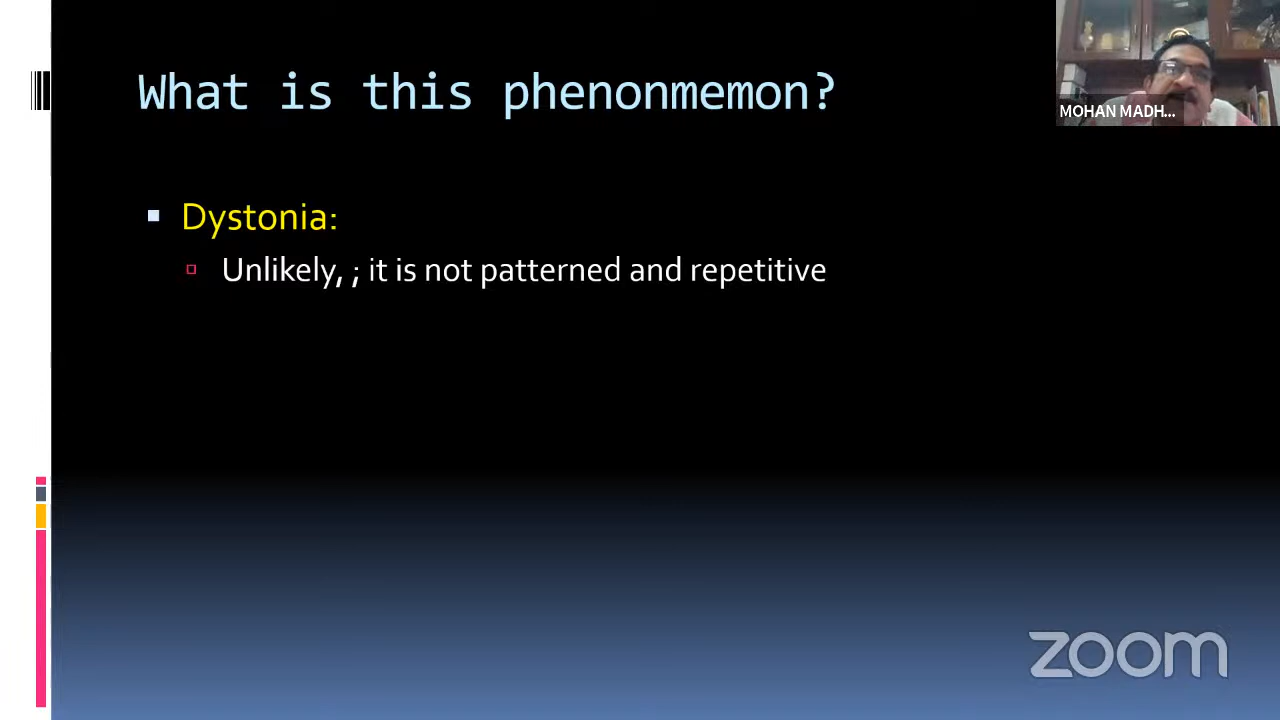 What is this phenonmemon?
MOHAN MADH...
Dystonia:
Unlikely, ; it is not patterned and repetitive
zoom